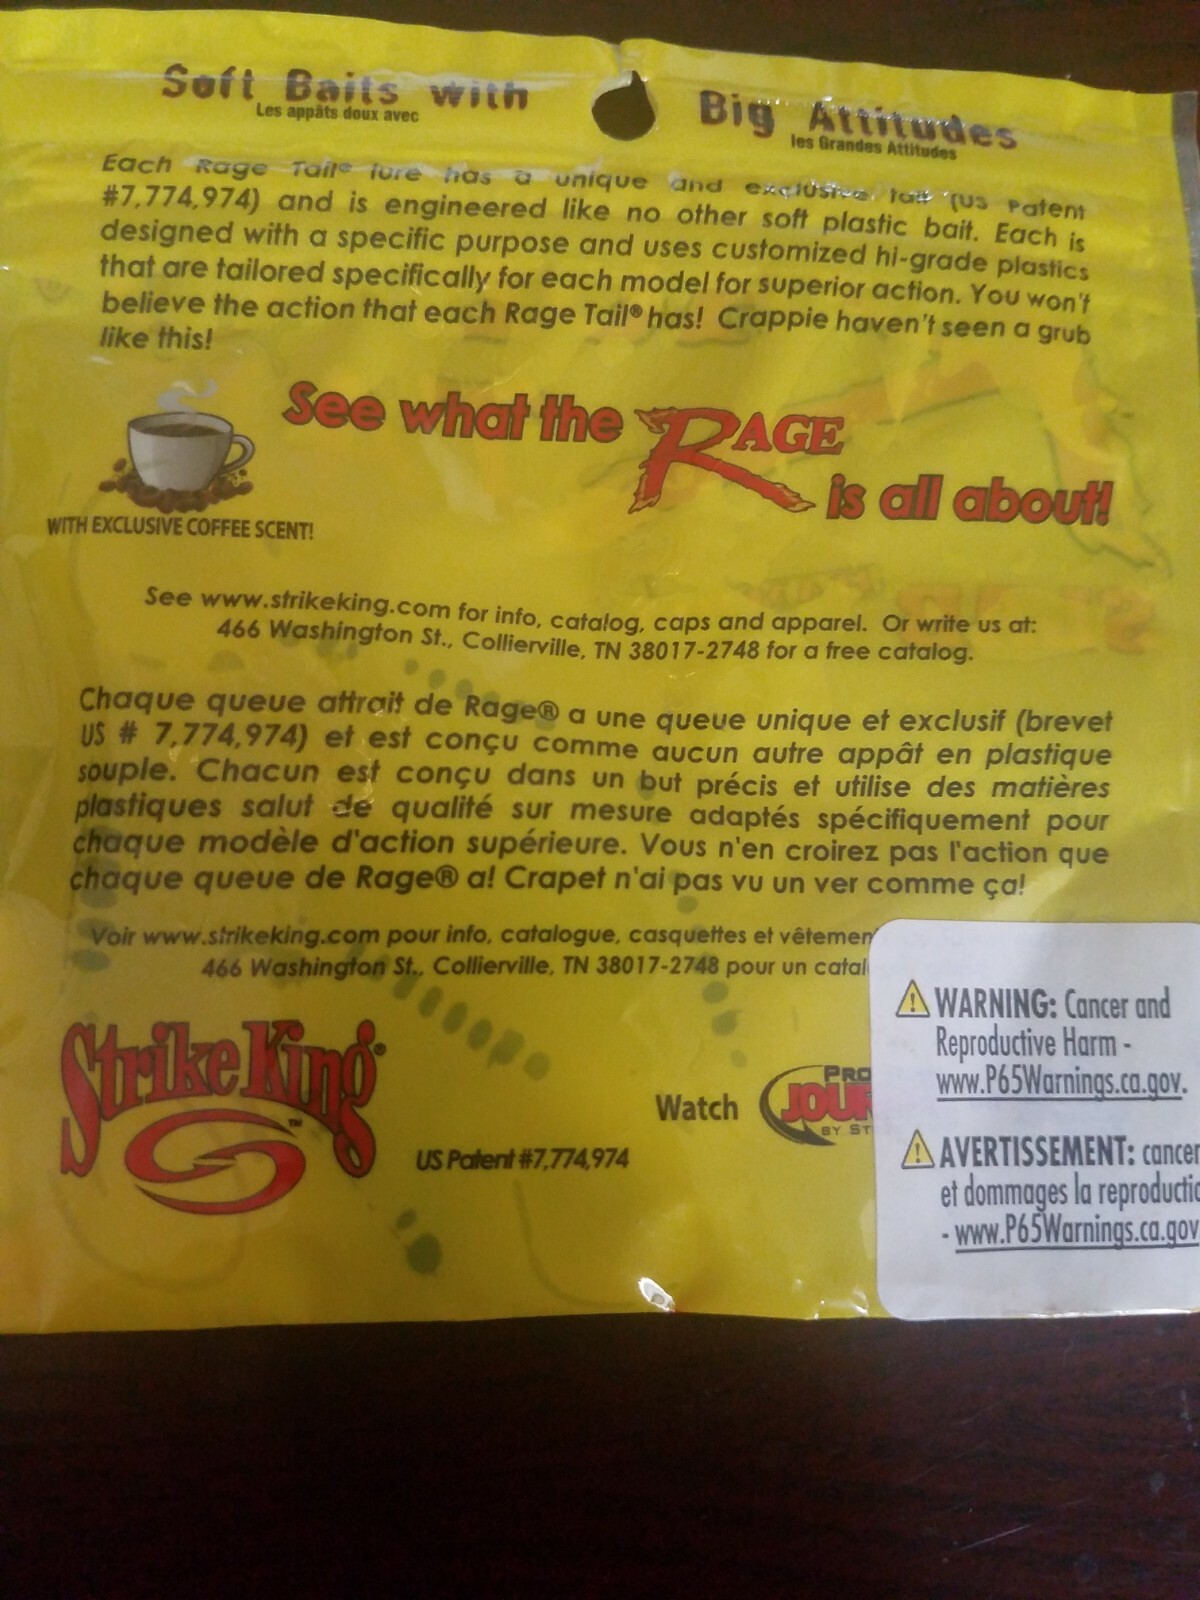 Soft Baits with Big Attitudes
Les appâts doux avec les Grandes Attitudes
Each Rage Tail® lure has a unique and exclusive tail (US Patent
#7,774,974) and is engineered like no other soft plastic bait. Each is
designed with a specific purpose and uses customized hi-grade plastics
that are tailored specifically for each model for superior action. You won't
believe the action that each Rage Tail® has! Crappie haven't seen a grub
like this!
See what the RAGE
is all about!
WITH EXCLUSIVE COFFEE SCENT!
See www.strikeking.com for info, catalog, caps and apparel. Or write us at:
466 Washington St., Collierville, TN 38017-2748 for a free catalog.
Chaque queue attrait de Rage® a une queue unique et exclusif (brevet
US # 7,774,974) et est conçu comme aucun autre appât en plastique
souple. Chacun est conçu dans un but précis et utilise des matières
plastiques salut de qualité sur mesure adaptés spécifiquement pour
chaque modèle d'action supérieure. Vous n'en croirez pas l'action que
chaque queue de Rage® a! Crapet n'ai pas vu un ver comme ça!
Voir www.strikeking.com pour info, catalogue, casquettes et vêtemen
466 Washington St., Collierville, TN 38017-2748 pour un catal
Strike King®
™
US Patent #7,774,974
Watch
PRO
JOUR
BY ST
WARNING: Cancer and
Reproductive Harm -
www.P65Warnings.ca.gov.
AVERTISSEMENT: cancer
et dommages la reproductio
- www.P65Warnings.ca.gov